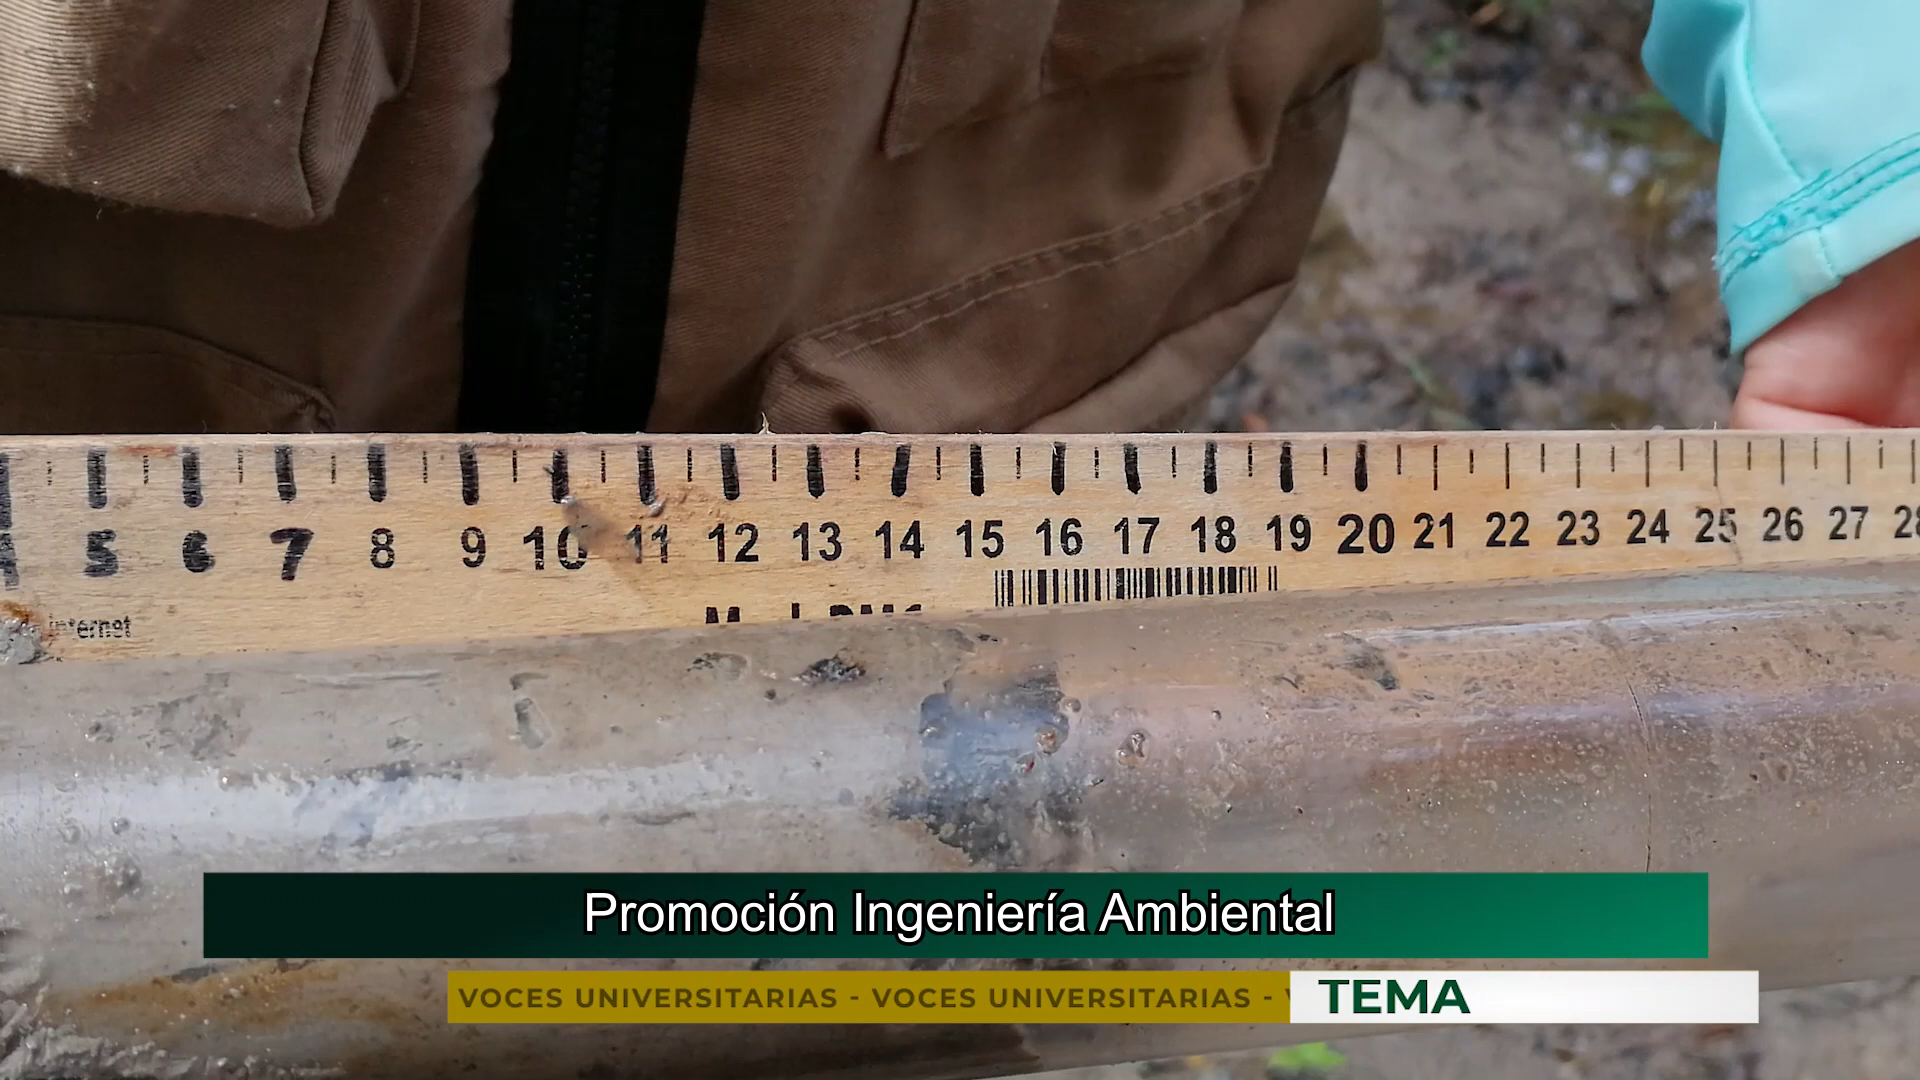 5 6 7 8 9 10 11 12 13 14 15 16 17 18 19 20 21 22 23 24 25 26 27 28
internet
Promoción Ingeniería Ambiental
VOCES UNIVERSITARIAS - VOCES UNIVERSITARIAS -
TEMA